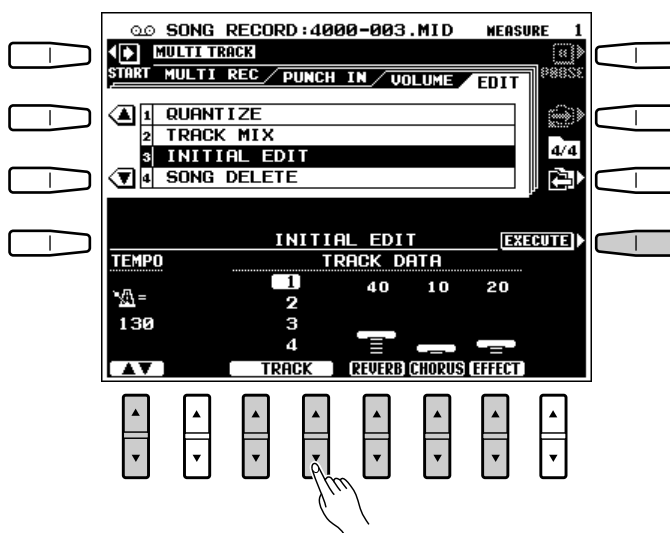 SONG RECORD:4000-003.MID MEASURE 1
MULTI TRACK
START MULTI REC PUNCH IN VOLUME EDIT PAUSE
1 QUANTIZE
2 TRACK MIX
3 INITIAL EDIT 4/4
4 SONG DELETE
INITIAL EDIT EXECUTE
TEMPO TRACK DATA
1 40 10 20
=
2
130 3
4
▲▼ TRACK REVERB CHORUS EFFECT